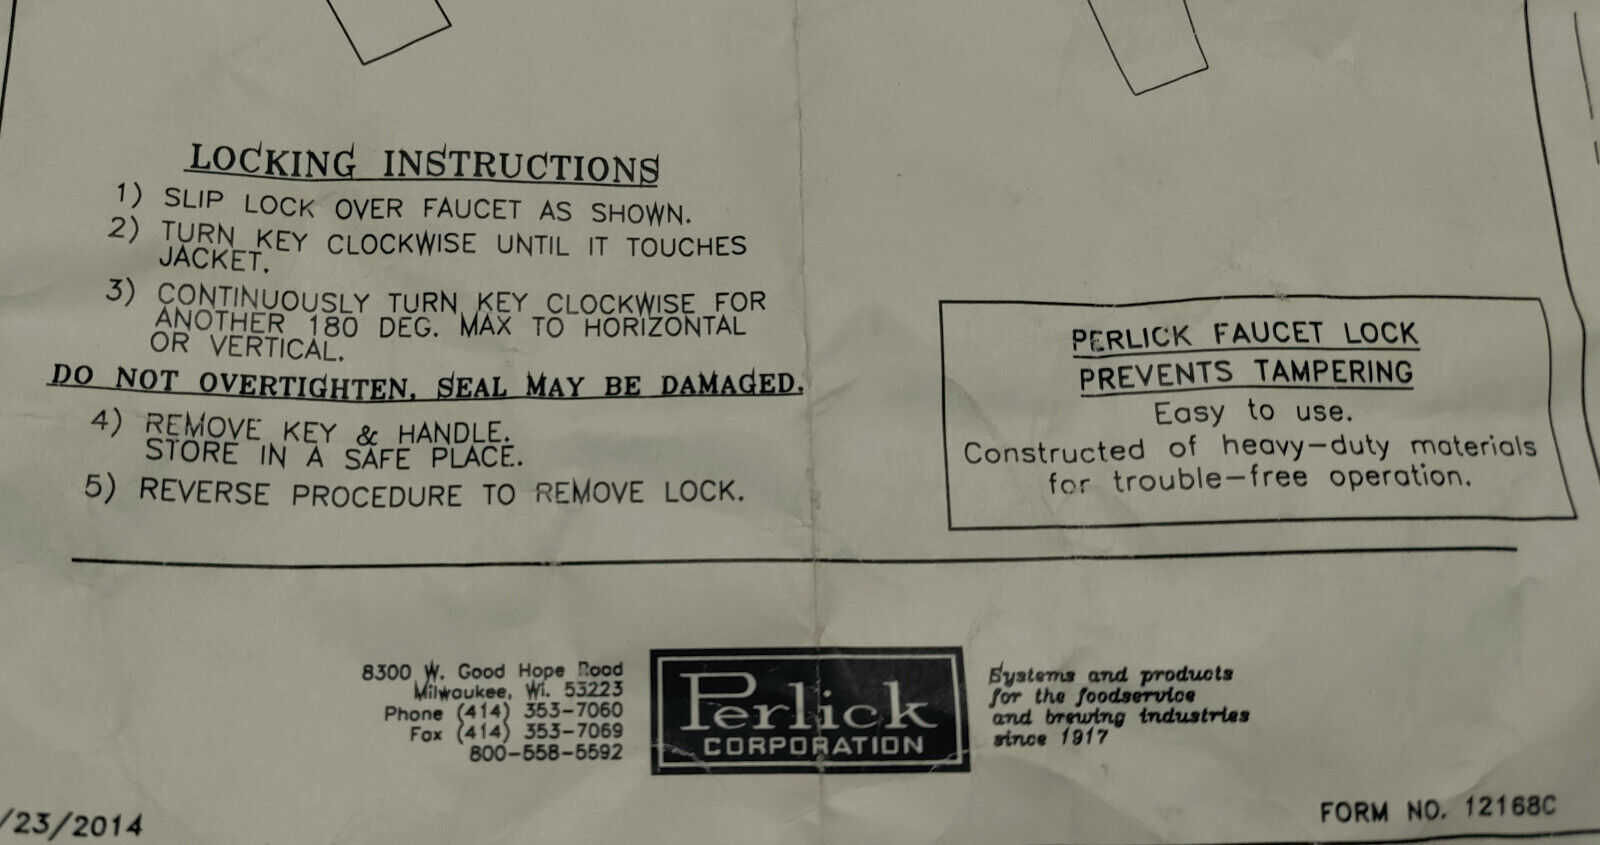 LOCKING INSTRUCTIONS
1) SLIP LOCK OVER FAUCET AS SHOWN.
2) TURN KEY CLOCKWISE UNTIL IT TOUCHES
JACKET.
3) CONTINUOUSLY TURN KEY CLOCKWISE FOR
ANOTHER 180 DEG. MAX TO HORIZONTAL
OR VERTICAL.
DO NOT OVERTIGHTEN, SEAL MAY BE DAMAGED.
4) REMOVE KEY & HANDLE.
STORE IN A SAFE PLACE.
5) REVERSE PROCEDURE TO REMOVE LOCK.
PERLICK FAUCET LOCK
PREVENTS TAMPERING
Easy to use.
Constructed of heavy-duty materials
for trouble-free operation.
8300 W. Good Hope Road
Milwaukee, Wi. 53223
Phone (414) 353-7060
Fax (414) 353-7069
800-558-5592
Perlick
CORPORATION
Systems and products
for the foodservice
and brewing industries
since 1917
/23/2014
FORM NO. 12168C